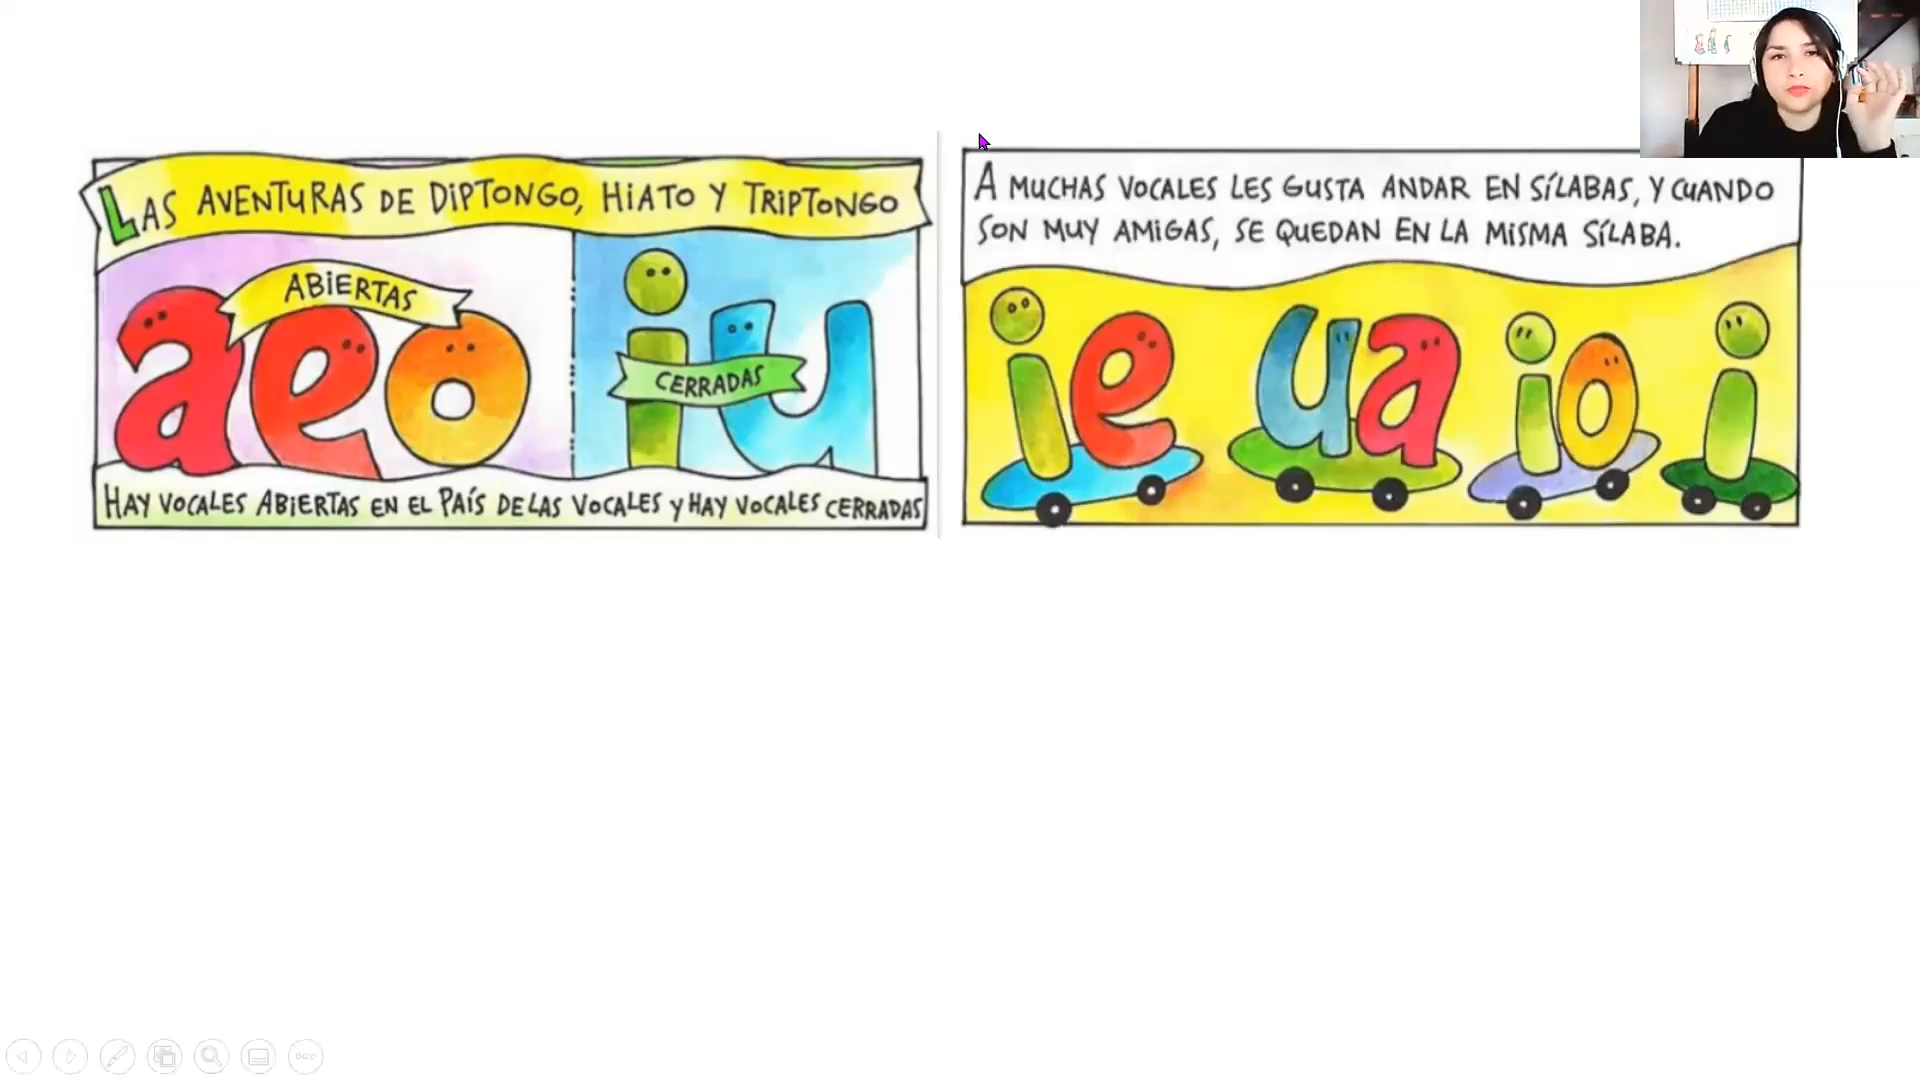 LAS AVENTURAS DE DIPTONGO, HIATO Y TRIPTONGO
ABIERTAS
a e o
CERRADAS
i u
HAY VOCALES ABIERTAS EN EL PAÍS DE LAS VOCALES Y HAY VOCALES CERRADAS
A MUCHAS VOCALES LES GUSTA ANDAR EN SÍLABAS, Y CUANDO
SON MUY AMIGAS, SE QUEDAN EN LA MISMA SÍLABA.
ie ua io i